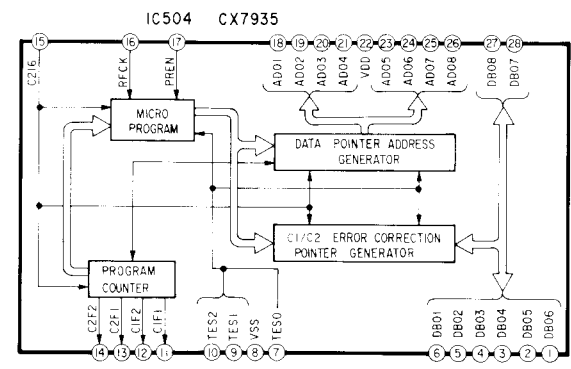 IC504 CX7935
15 16 17 18 19 20 21 22 23 24 25 26 27 28
C216 RFCK PREN AD01 AD02 AD03 AD04 VDD AD05 AD06 AD07 AD08 DB08 DB07
MICRO
PROGRAM
DATA POINTER ADDRESS
GENERATOR
C1/C2 ERROR CORRECTION
POINTER GENERATOR
PROGRAM
COUNTER
C2F2 C2F1 C1F2 C1F1 TES2 TES1 VSS TES0 DB01 DB02 DB03 DB04 DB05 DB06
14 13 12 11 10 9 8 7 6 5 4 3 2 1